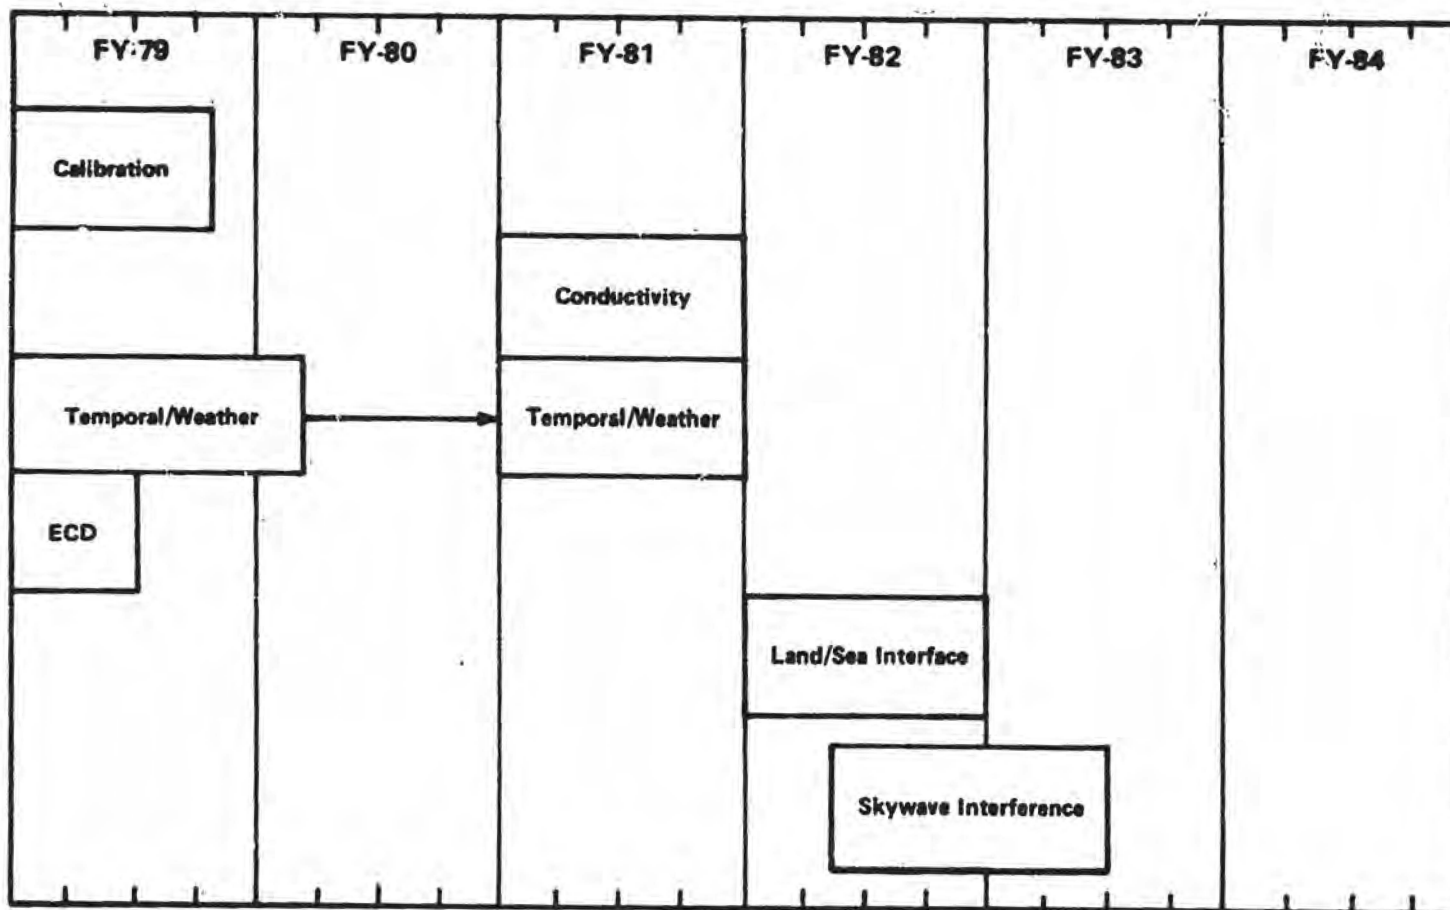 FY-79 FY-80 FY-81 FY-82 FY-83 FY-84
Calibration
Conductivity
Temporal/Weather Temporal/Weather
ECD
Land/Sea Interface
Skywave Interference